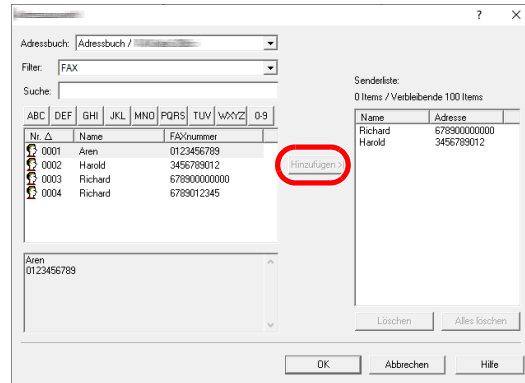 ?
Adressbuch: Adressbuch /
Filter: FAX
Suche:
ABC DEF GHI JKL MNO PQRS TUV WXYZ 0-9
Nr. Name FAXnummer
0001 Aren 0123456789
0002 Harold 3456789012
0003 Richard 678900000000
0004 Richard 6789012345
Aren
0123456789
Hinzufügen >
Senderliste:
0 Items / Verbleibende 100 Items
Name Adresse
Richard 678900000000
Harold 3456789012
Löschen Alles löschen
OK Abbrechen Hilfe